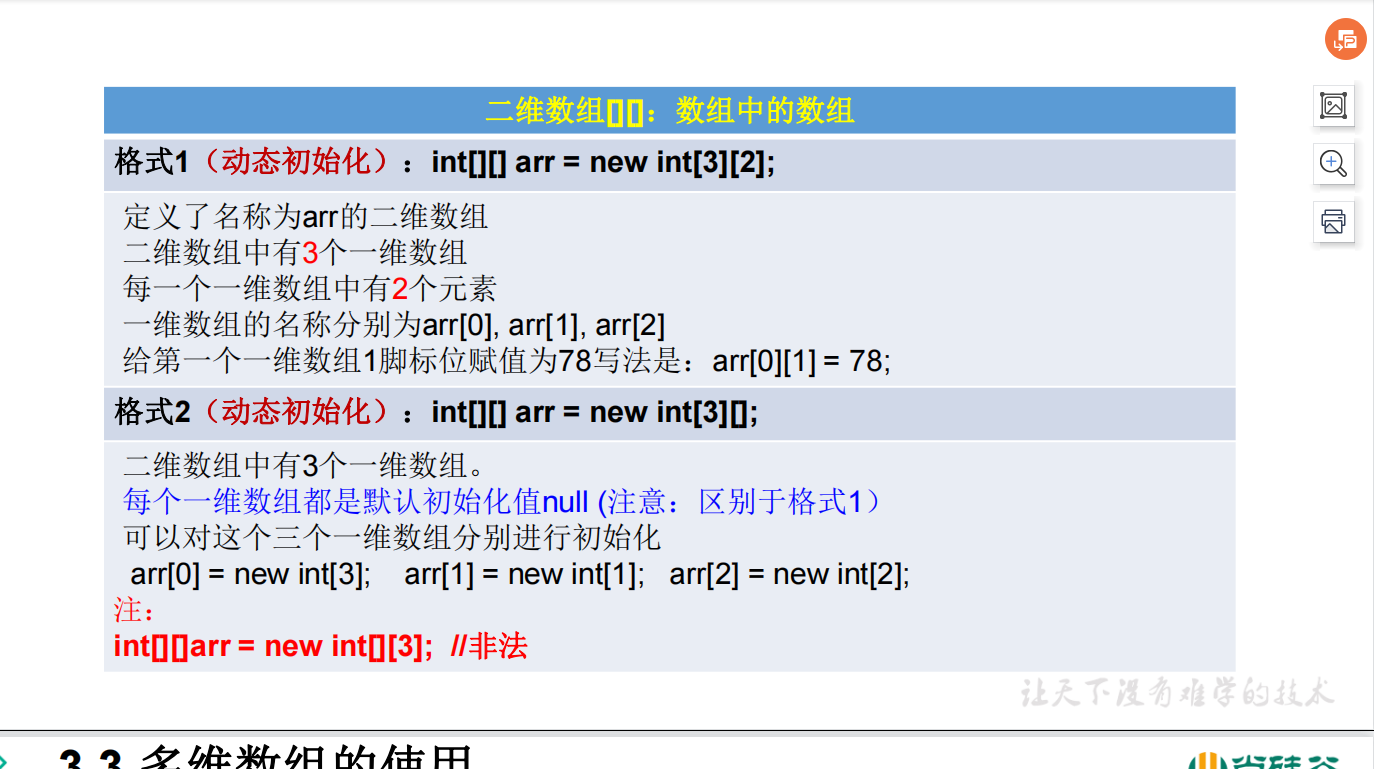 二维数组[][]：数组中的数组
格式1（动态初始化）：int[][] arr = new int[3][2];
定义了名称为arr的二维数组
二维数组中有3个一维数组
每一个一维数组中有2个元素
一维数组的名称分别为arr[0], arr[1], arr[2]
给第一个一维数组1脚标位赋值为78写法是：arr[0][1] = 78;
格式2（动态初始化）：int[][] arr = new int[3][];
二维数组中有3个一维数组。
每个一维数组都是默认初始化值null (注意：区别于格式1）
可以对这个三个一维数组分别进行初始化
arr[0] = new int[3]; arr[1] = new int[1]; arr[2] = new int[2];
注：
int[][]arr = new int[][3]; //非法
让天下没有难学的技术
3.3 多维数组的使用
尚硅谷